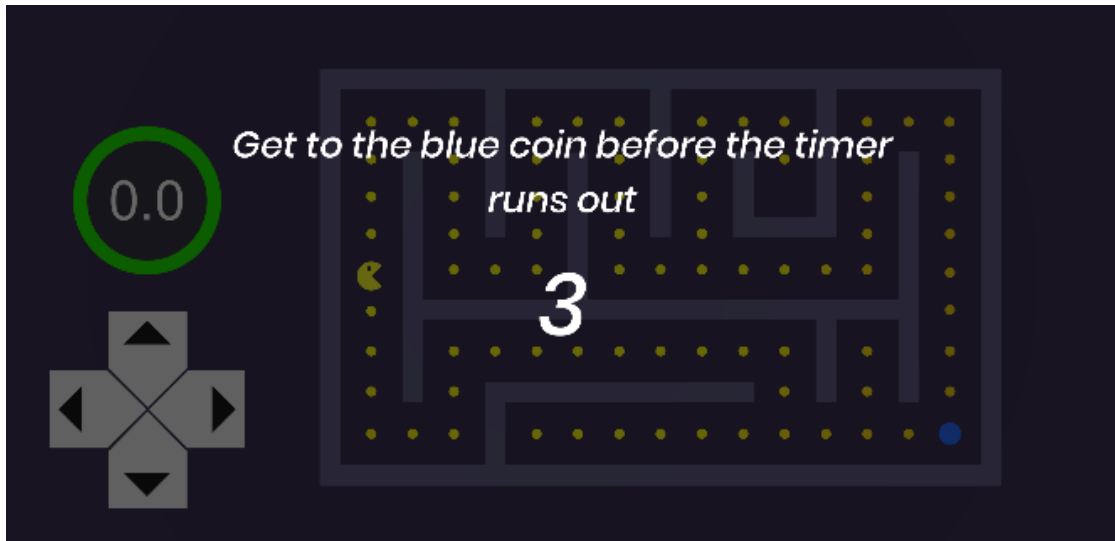 Get to the blue coin before the timer
runs out
0.0
3